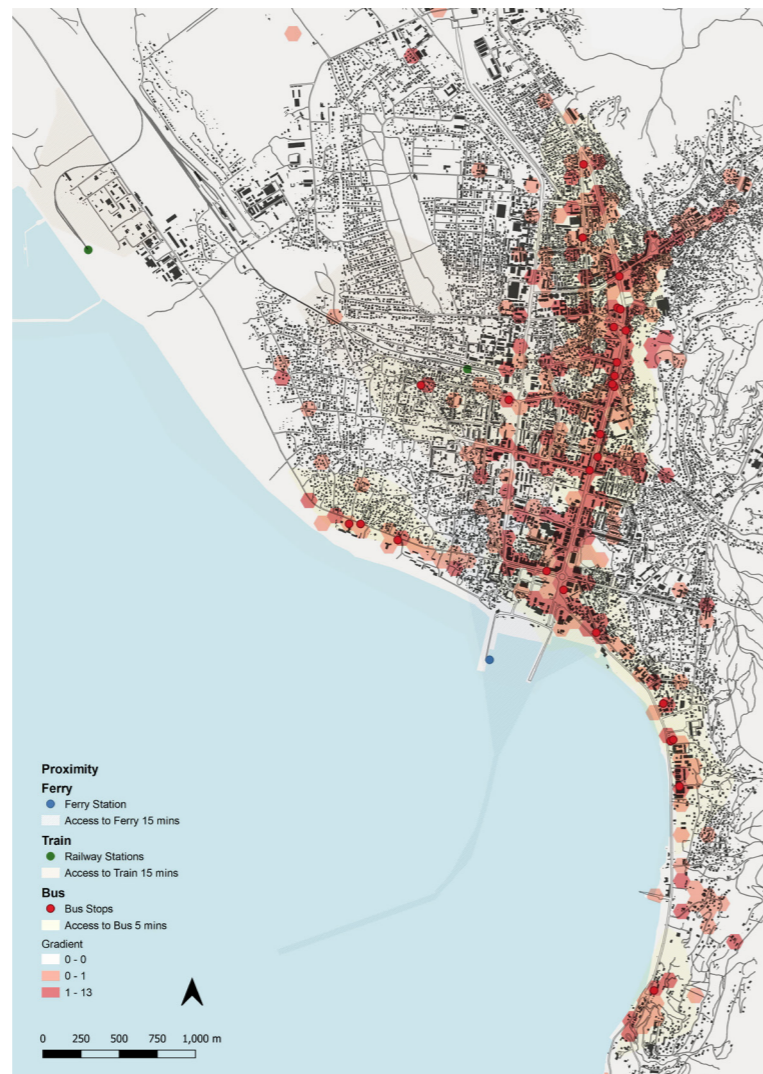 Proximity
Ferry
Ferry Station
Access to Ferry 15 mins
Train
Railway Stations
Access to Train 15 mins
Bus
Bus Stops
Access to Bus 5 mins
Gradient
0 - 0
0 - 1
1 - 13
0 250 500 750 1,000 m